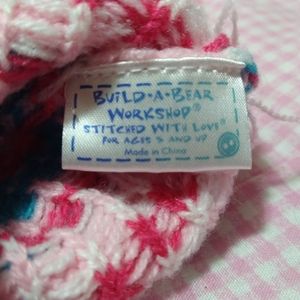 BUILD-A-BEAR
WORKSHOP®
STITCHED WITH LOVE®
FOR AGES 3 AND UP
Made in China